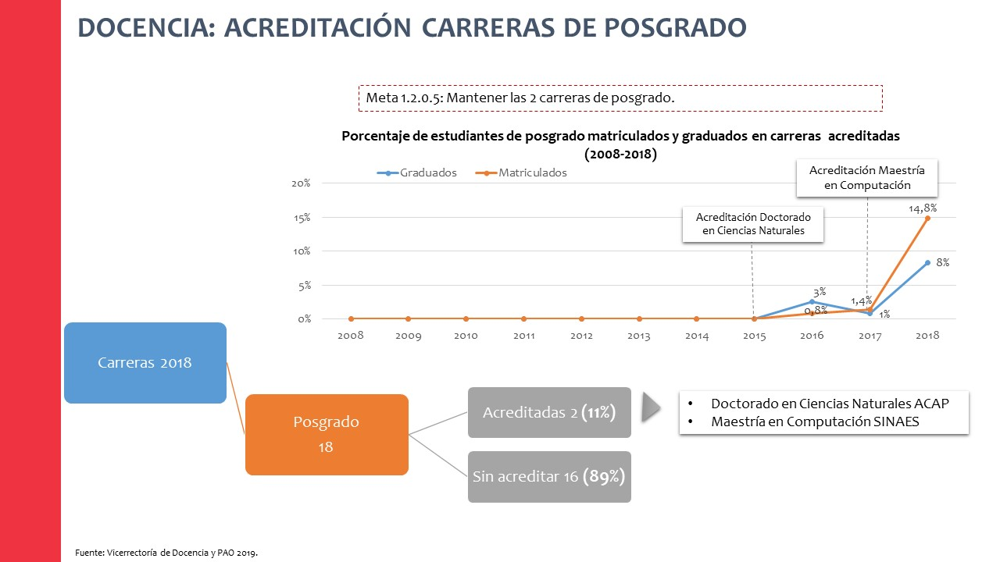 DOCENCIA: ACREDITACIÓN CARRERAS DE POSGRADO
Meta 1.2.0.5: Mantener las 2 carreras de posgrado.
Porcentaje de estudiantes de posgrado matriculados y graduados en carreras acreditadas
(2008-2018)
Graduados
Matriculados
Acreditación Maestría
en Computación
Acreditación Doctorado
en Ciencias Naturales
20%
15%
10%
5%
0%
14,8%
8%
3%
0,8%
1,4%
1%
2008 2009 2010 2011 2012 2013 2014 2015 2016 2017 2018
Carreras 2018
Posgrado
18
Acreditadas 2 (11%)
Sin acreditar 16 (89%)
• Doctorado en Ciencias Naturales ACAP
• Maestría en Computación SINAES
Fuente: Vicerrectoría de Docencia y PAO 2019.